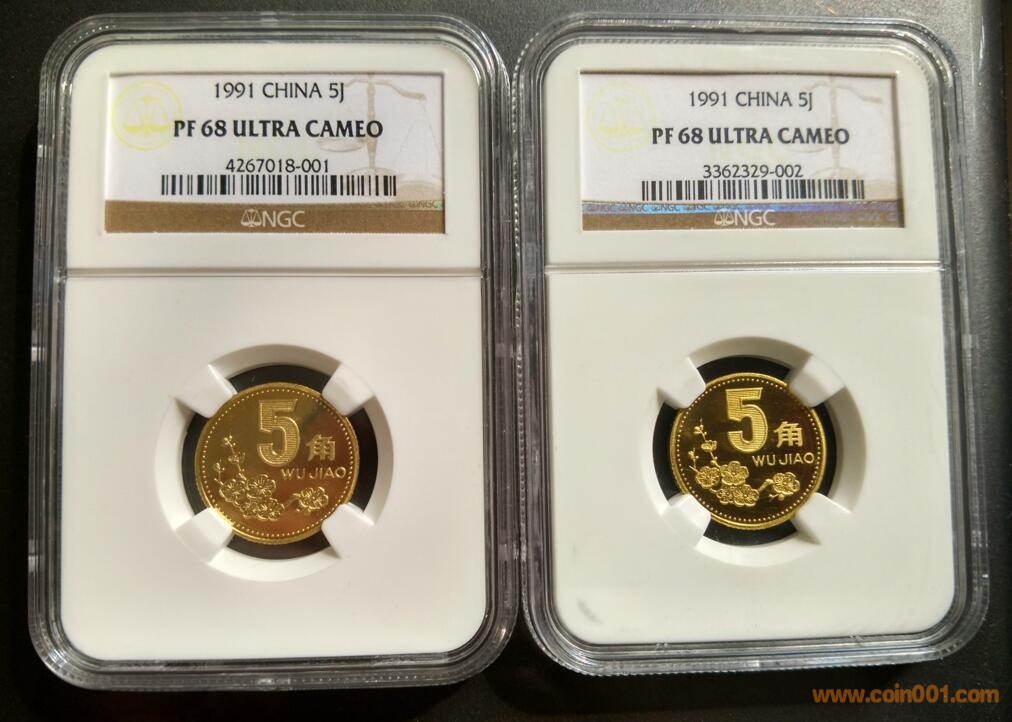 1991 CHINA 5J
PF 68 ULTRA CAMEO
4267018-001
NGC
5角
WU JIAO
1991 CHINA 5J
PF 68 ULTRA CAMEO
3362329-002
NGC
5角
WU JIAO
www.coin001.com